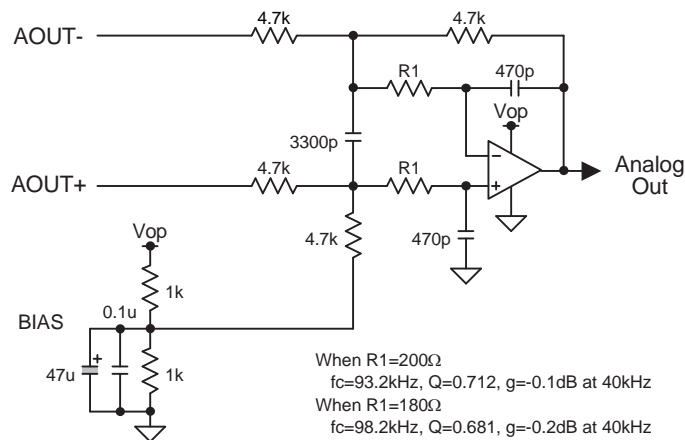 4.7k
4.7k
AOUT-
R1
470p
Vop
3300p
−
Analog
Out
4.7k
R1
+
AOUT+
Vop
4.7k
470p
1k
0.1u
BIAS
+
47u
1k
When R1=200Ω
fc=93.2kHz, Q=0.712, g=-0.1dB at 40kHz
When R1=180Ω
fc=98.2kHz, Q=0.681, g=-0.2dB at 40kHz